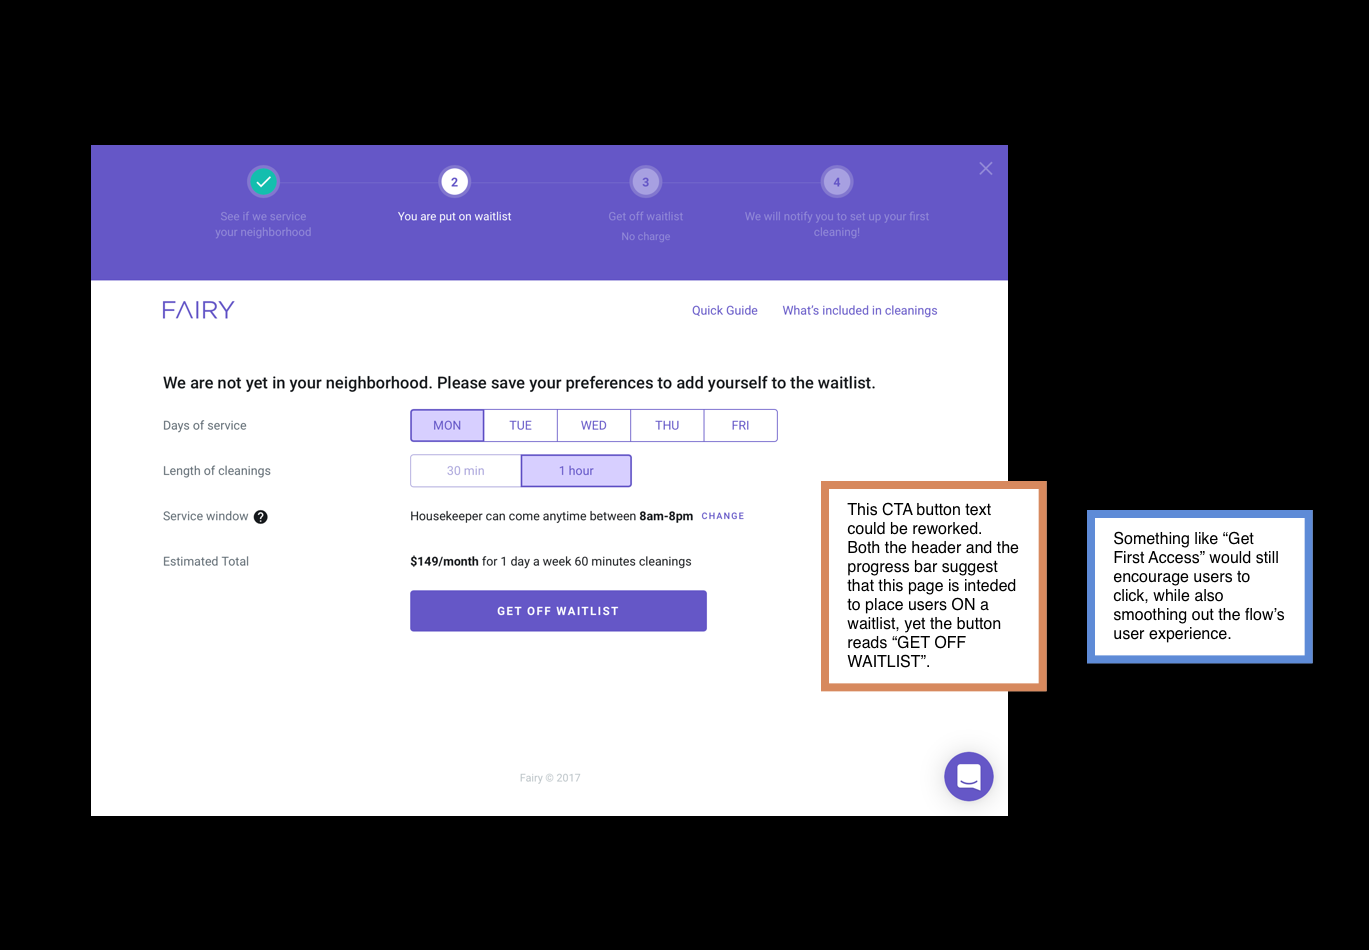 2
3
4
See if we service
your neighborhood
You are put on waitlist
Get off waitlist
No charge
We will notify you to set up your first
cleaning!
FAIRY
Quick Guide
What's included in cleanings
We are not yet in your neighborhood. Please save your preferences to add yourself to the waitlist.
Days of service
MON TUE WED THU FRI
Length of cleanings
30 min 1 hour
Service window ?
Housekeeper can come anytime between 8am-8pm CHANGE
Estimated Total
$149/month for 1 day a week 60 minutes cleanings
GET OFF WAITLIST
This CTA button text
could be reworked.
Both the header and the
progress bar suggest
that this page is inteded
to place users ON a
waitlist, yet the button
reads “GET OFF
WAITLIST”.
Something like “Get
First Access” would still
encourage users to
click, while also
smoothing out the flow’s
user experience.
Fairy © 2017